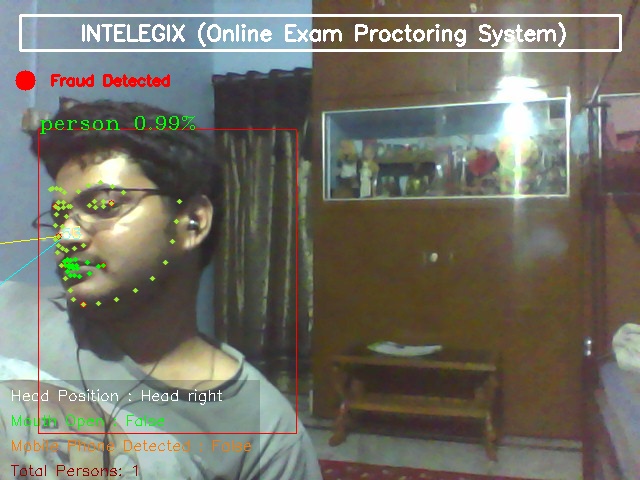 INTELEGIX (Online Exam Proctoring System)
Fraud Detected
person 0.99%
Head Position : Head right
Mouth Open : False
Mobile Phone Detected : False
Total Persons: 1